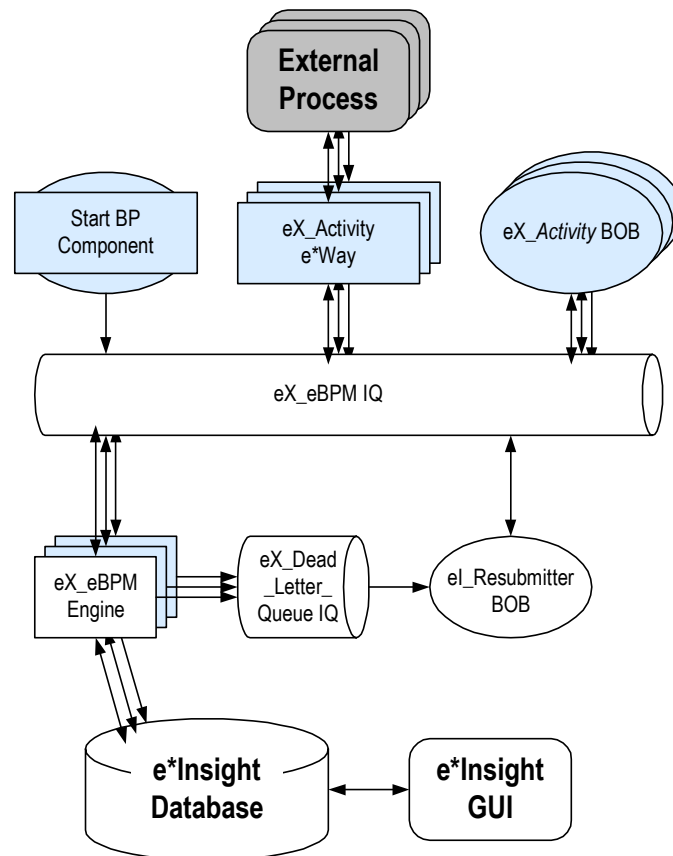 External
Process
Start BP
Component
eX_Activity
e*Way
eX_Activity BOB
eX_eBPM IQ
eX_eBPM
Engine
eX_Dead
_Letter_
Queue IQ
eI_Resubmitter
BOB
e*Insight
Database
e*Insight
GUI